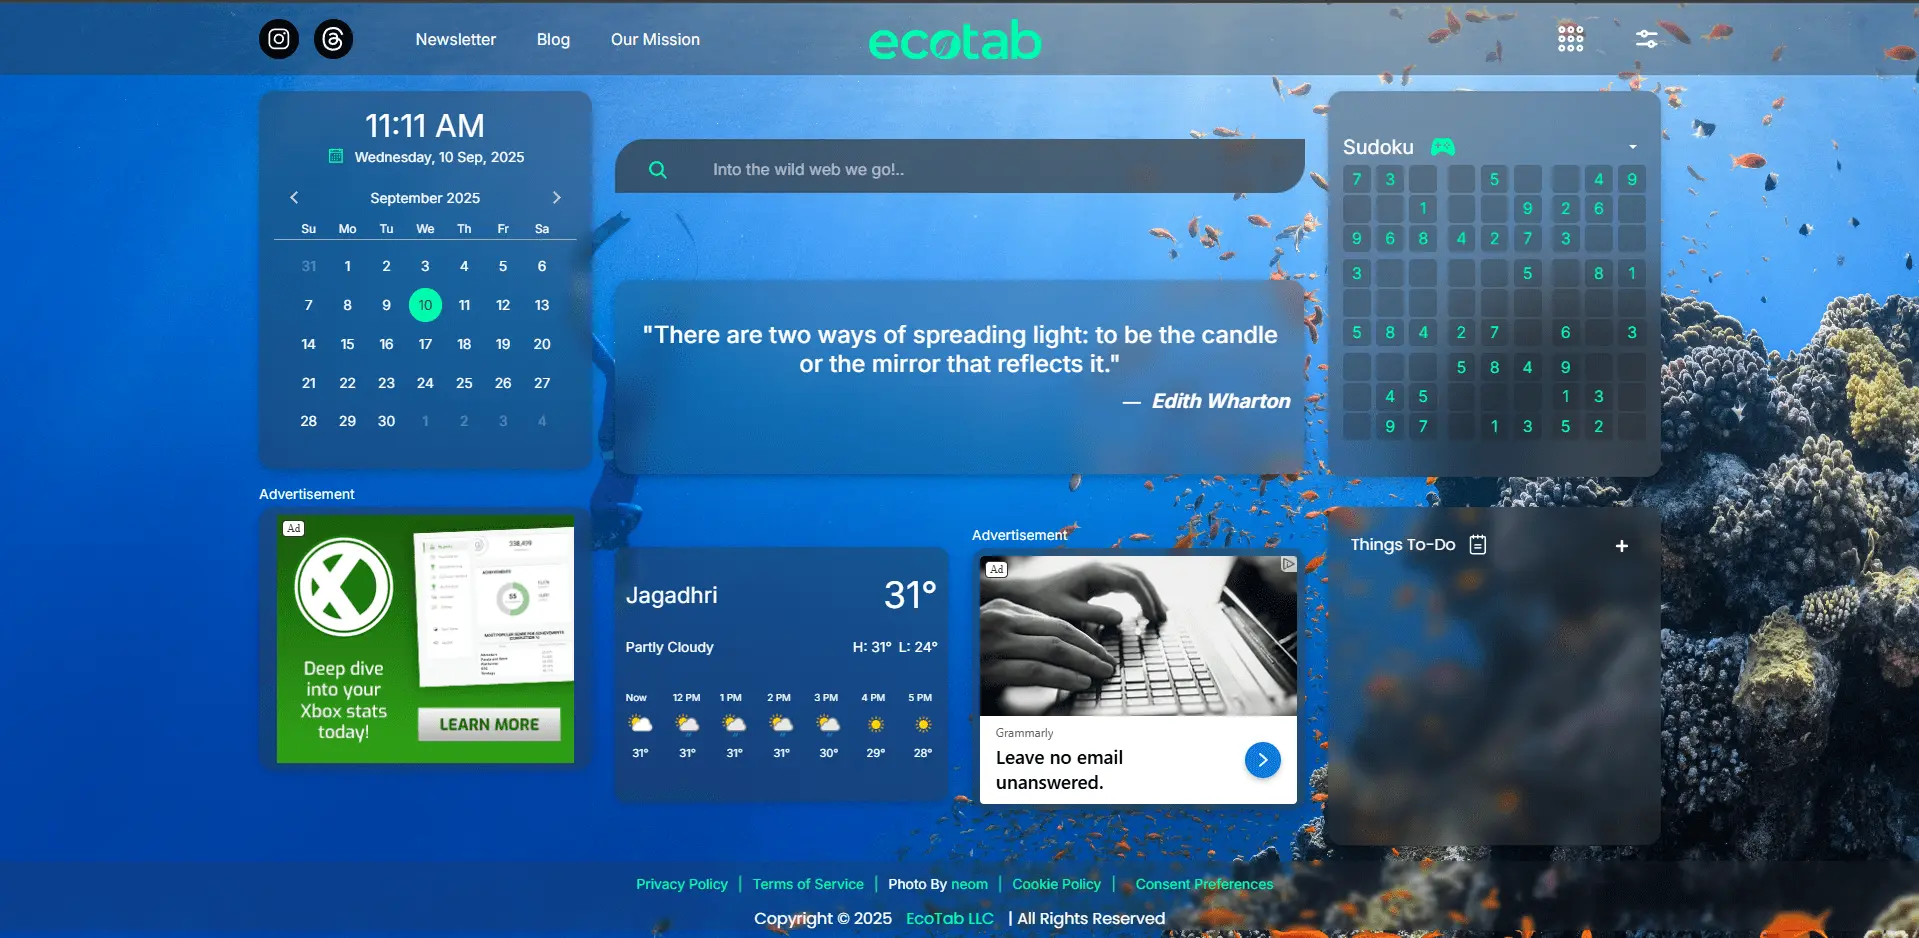 Newsletter Blog Our Mission
ecotab
11:11 AM
Wednesday, 10 Sep, 2025
September 2025
Su Mo Tu We Th Fr Sa
31 1 2 3 4 5 6
7 8 9 10 11 12 13
14 15 16 17 18 19 20
21 22 23 24 25 26 27
28 29 30 1 2 3 4
Into the wild web we go!..
"There are two ways of spreading light: to be the candle
or the mirror that reflects it."
— Edith Wharton
Sudoku
7 3 5 4 9
1 9 2 6
9 6 8 4 2 7 3
3 5 8 1
5 8 4 2 7 6 3
5 8 4 9
4 5 1 3
9 7 1 3 5 2
Advertisement
Ad
Deep dive
into your
Xbox stats
today!
LEARN MORE
Jagadhri 31°
Partly Cloudy H: 31° L: 24°
Now 12 PM 1 PM 2 PM 3 PM 4 PM 5 PM
31° 31° 31° 31° 30° 29° 28°
Advertisement
Ad
Grammarly
Leave no email
unanswered.
Things To-Do +
Privacy Policy | Terms of Service | Photo By neom | Cookie Policy | Consent Preferences
Copyright © 2025 EcoTab LLC | All Rights Reserved